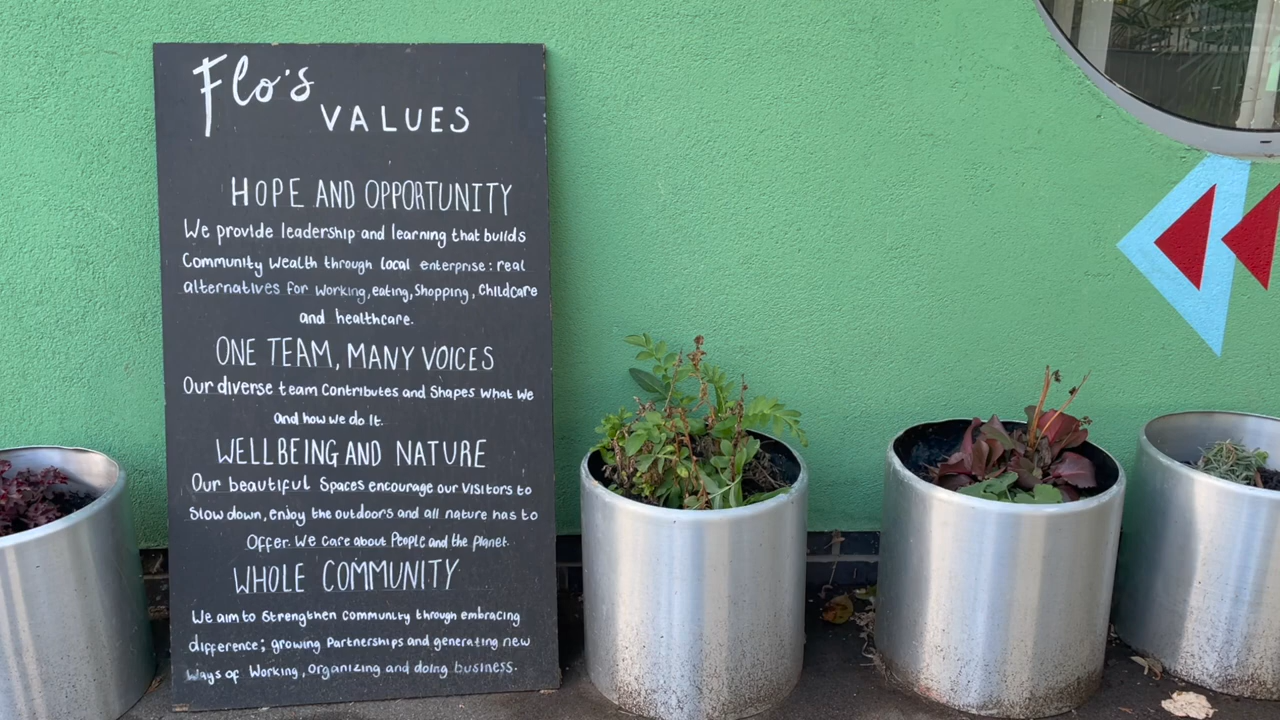 Flo's
VALUES
HOPE AND OPPORTUNITY
We provide leadership and learning that builds
Community Wealth through local enterprise: real
alternatives for Working, eating, Shopping, Childcare
and healthcare.
ONE TEAM, MANY VOICES
Our diverse team Contributes and Shapes What We
and how we do It.
WELLBEING AND NATURE
Our beautiful Spaces encourage our Visitors to
Slow down, enjoy the outdoors and all nature has to
Offer. We care about People and the Planet.
WHOLE COMMUNITY
We aim to Strengthen Community through embracing
difference; growing Partnerships and generating new
Ways of Working, Organizing and doing business.